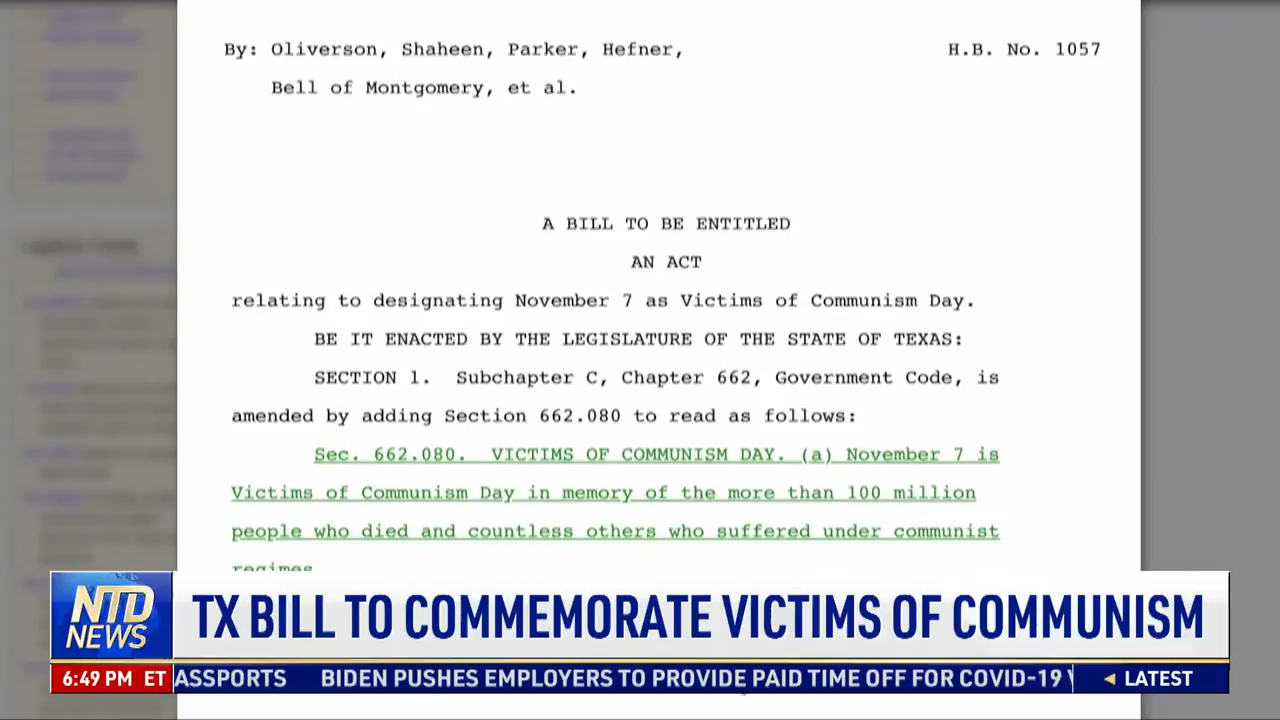 By: Oliverson, Shaheen, Parker, Hefner,
H.B. No. 1057
Bell of Montgomery, et al.
A BILL TO BE ENTITLED
AN ACT
relating to designating November 7 as Victims of Communism Day.
BE IT ENACTED BY THE LEGISLATURE OF THE STATE OF TEXAS:
SECTION 1. Subchapter C, Chapter 662, Government Code, is
amended by adding Section 662.080 to read as follows:
Sec. 662.080. VICTIMS OF COMMUNISM DAY. (a) November 7 is
Victims of Communism Day in memory of the more than 100 million
people who died and countless others who suffered under communist
regimes
NTD
NEWS
TX BILL TO COMMEMORATE VICTIMS OF COMMUNISM
6:49 PM ET
ASSPORTS BIDEN PUSHES EMPLOYERS TO PROVIDE PAID TIME OFF FOR COVID-19
LATEST